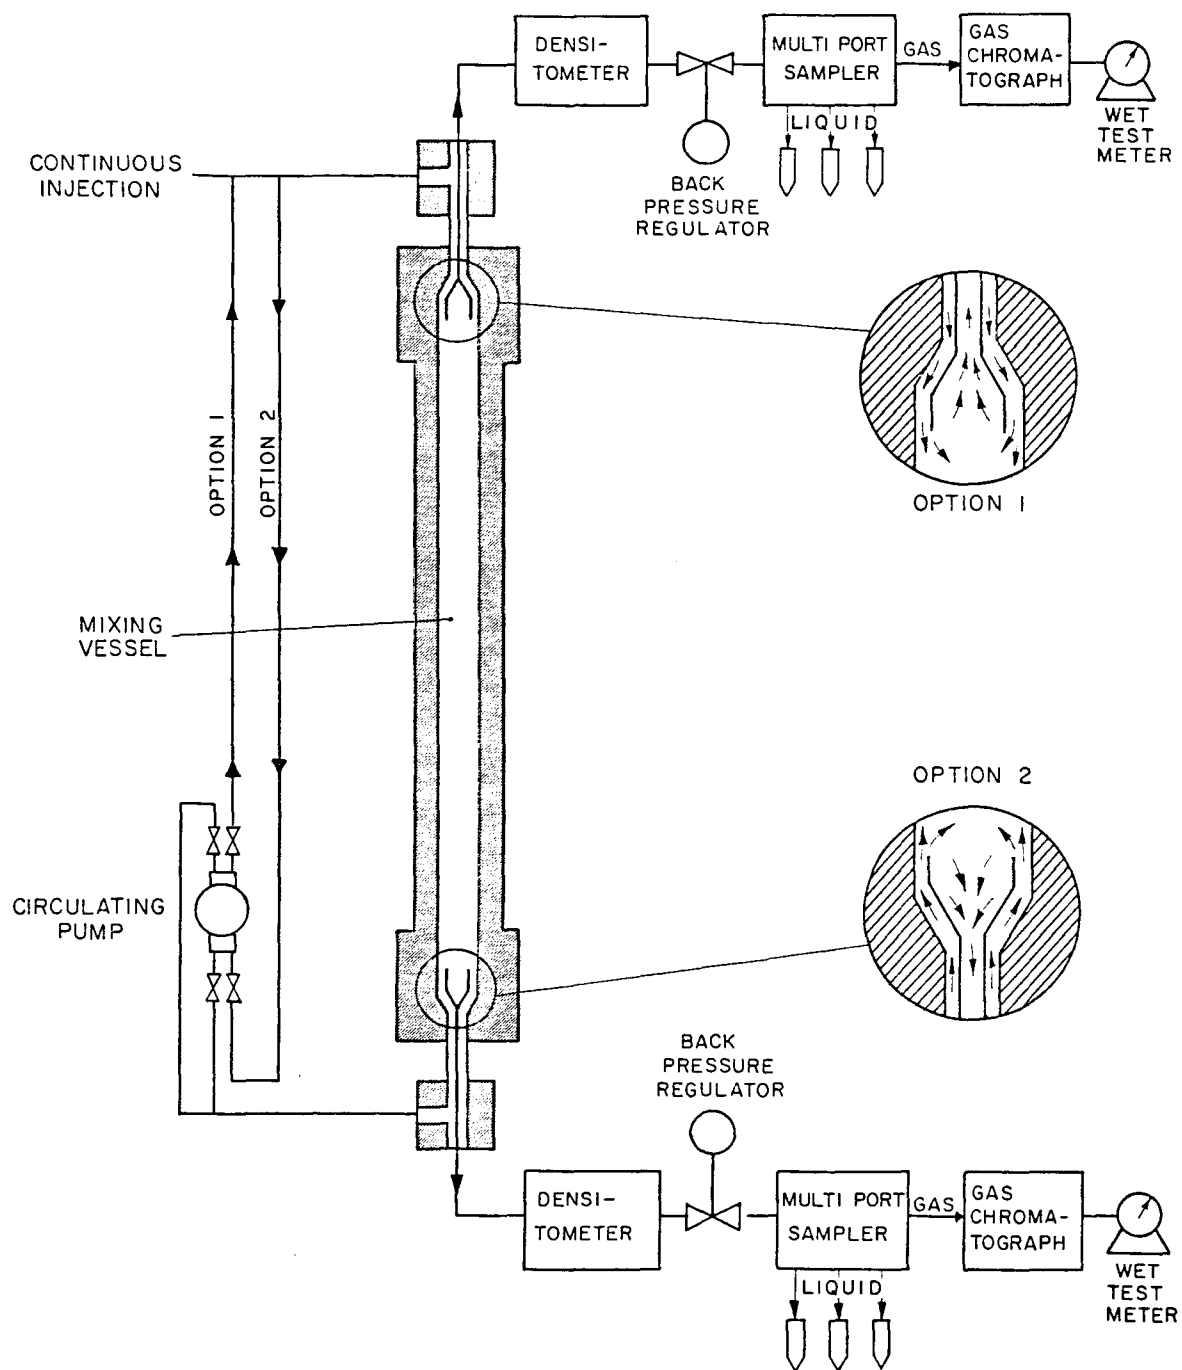 DENSI-
TOMETER
MULTI PORT
SAMPLER
GAS
GAS
CHROMA-
TOGRAPH
LIQUID
WET
TEST
METER
BACK
PRESSURE
REGULATOR
CONTINUOUS
INJECTION
OPTION 1
OPTION 2
OPTION 1
MIXING
VESSEL
OPTION 2
CIRCULATING
PUMP
BACK
PRESSURE
REGULATOR
DENSI-
TOMETER
MULTI PORT
SAMPLER
GAS
GAS
CHROMA-
TOGRAPH
LIQUID
WET
TEST
METER